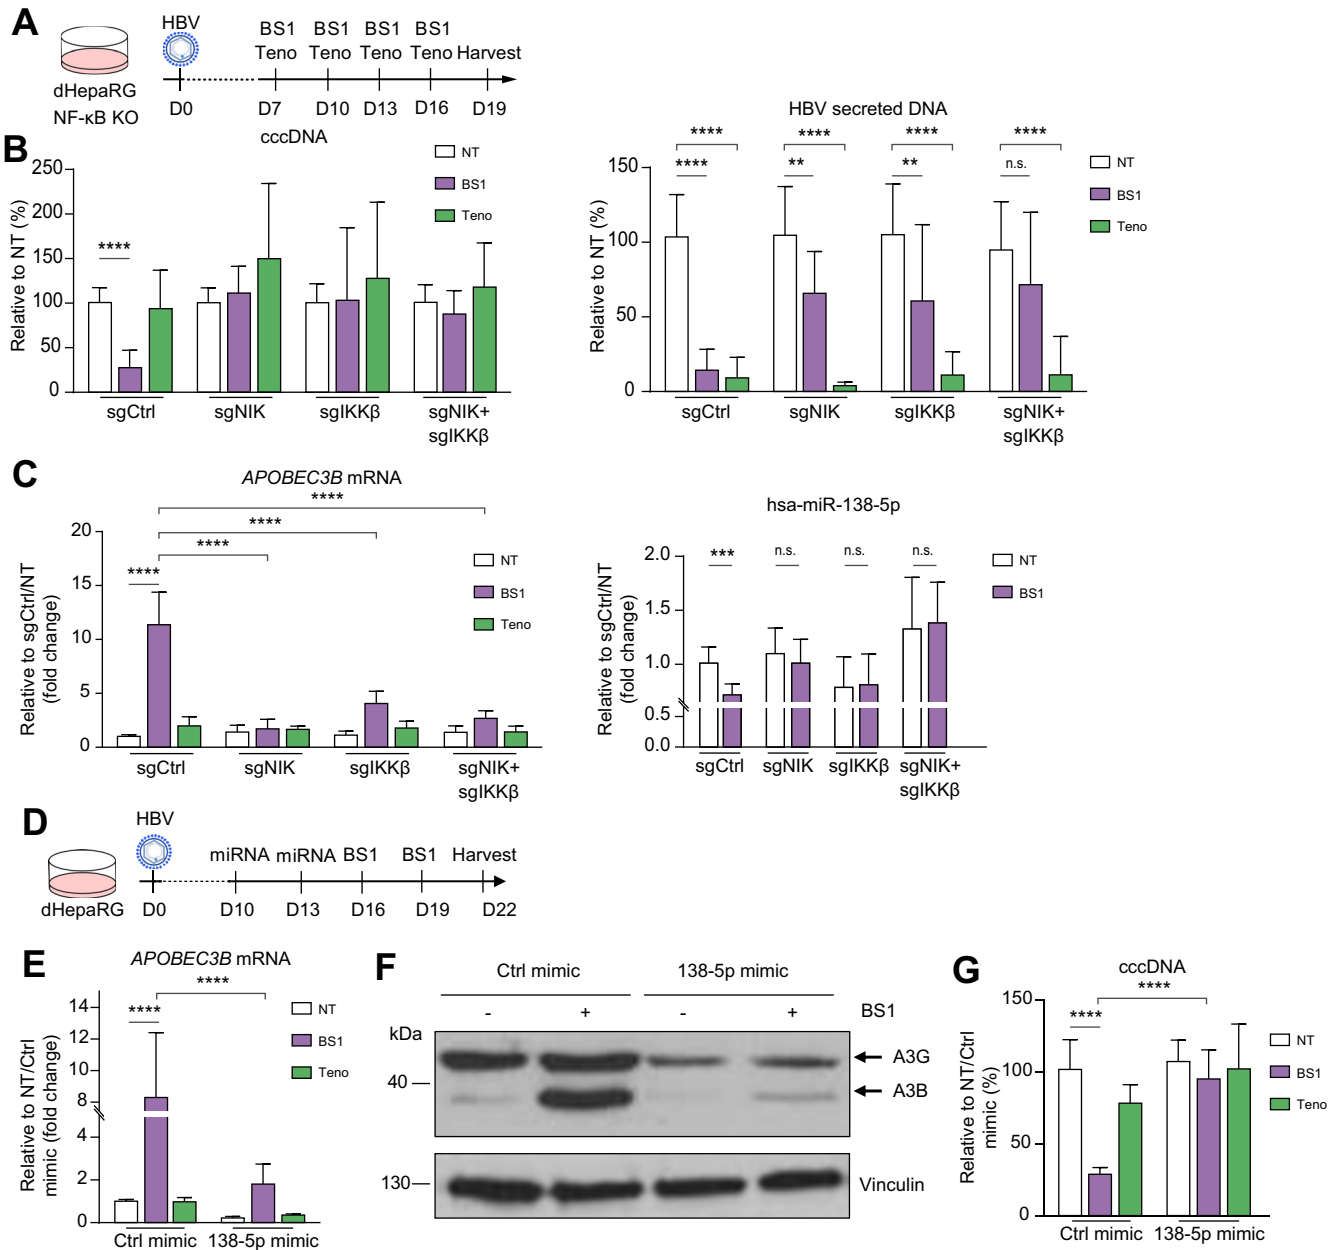 A
HBV
BS1 BS1 BS1 BS1
Teno Teno Teno Teno Harvest
dHepaRG
NF-κB KO
D0 D7 D10 D13 D16 D19
B
cccDNA
Relative to NT (%)
250
200
150
100
50
0
****
NT
BS1
Teno
sgCtrl sgNIK sgIKKβ sgNIK+
sgIKKβ
HBV secreted DNA
Relative to NT (%)
150
100
50
0
**** **** **** ****
**** ** ** n.s.
NT
BS1
Teno
sgCtrl sgNIK sgIKKβ sgNIK+
sgIKKβ
C
APOBEC3B mRNA
Relative to sgCtrl/NT
(fold change)
20
15
10
5
0
****
****
****
****
NT
BS1
Teno
sgCtrl sgNIK sgIKKβ sgNIK+
sgIKKβ
hsa-miR-138-5p
Relative to sgCtrl/NT
(fold change)
2.0
1.5
1.0
0.5
0.0
*** n.s. n.s. n.s.
NT
BS1
sgCtrl sgNIK sgIKKβ sgNIK+
sgIKKβ
D
HBV
miRNA miRNA BS1 BS1 Harvest
dHepaRG D0 D10 D13 D16 D19 D22
E
APOBEC3B mRNA
Relative to NT/Ctrl
mimic (fold change)
14
12
10
8
4
2
0
****
****
NT
BS1
Teno
Ctrl mimic 138-5p mimic
F
Ctrl mimic 138-5p mimic
- + - + BS1
kDa
40
A3G
A3B
130
Vinculin
G
cccDNA
Relative to NT/Ctrl
mimic (%)
150
100
50
0
****
****
NT
BS1
Teno
Ctrl mimic 138-5p mimic